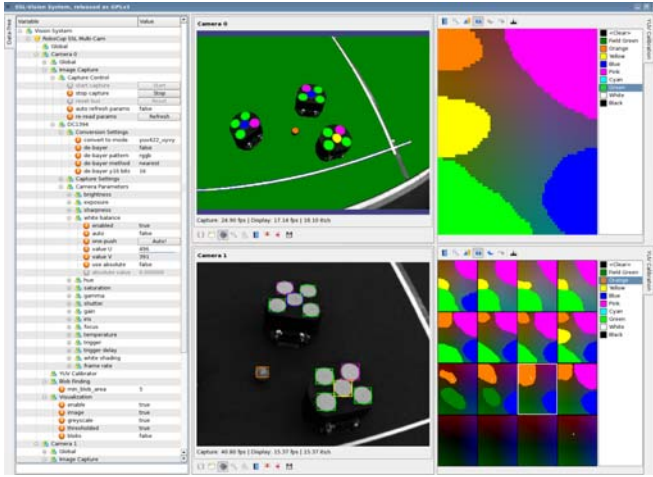 SSL-Vision System, released as GPLv3
Data-Tree
Variable Value
Vision System
RoboCup SSL Multi-Cam
Global
Camera 0
Global
Image Capture
Capture Control
start capture Start
stop capture Stop
reset bus Reset
auto refresh params false
re-read params Refresh
DC1394
Conversion Settings
convert to mode yuv422_uyvy
de-bayer false
de-bayer pattern rggb
de-bayer method nearest
de-bayer y16 bits 16
Capture Settings
Camera Parameters
brightness
exposure
sharpness
white balance
enabled true
auto false
one-push Auto!
value U
value V 391
use absolute false
absolute value 0.000000
hue
saturation
gamma
shutter
gain
iris
focus
temperature
trigger
trigger delay
white shading
frame rate
YUV Calibrator
Blob Finding
min_blob_area 5
Visualization
enable true
image true
greyscale true
thresholded true
blobs false
Camera 1
Global
Image Capture
Camera 0
Capture: 24.90 fps | Display: 17.14 fps |
Camera 1
Capture: 40.80 fps | Display: 15.37 fps | 15.37 tick
YUV Calibration
<Clear>
Field Green
Orange
Yellow
Blue
Pink
Cyan
Green
White
Black
YUV Calibration
<Clear>
Field Green
Orange
Yellow
Blue
Pink
Cyan
Green
White
Black